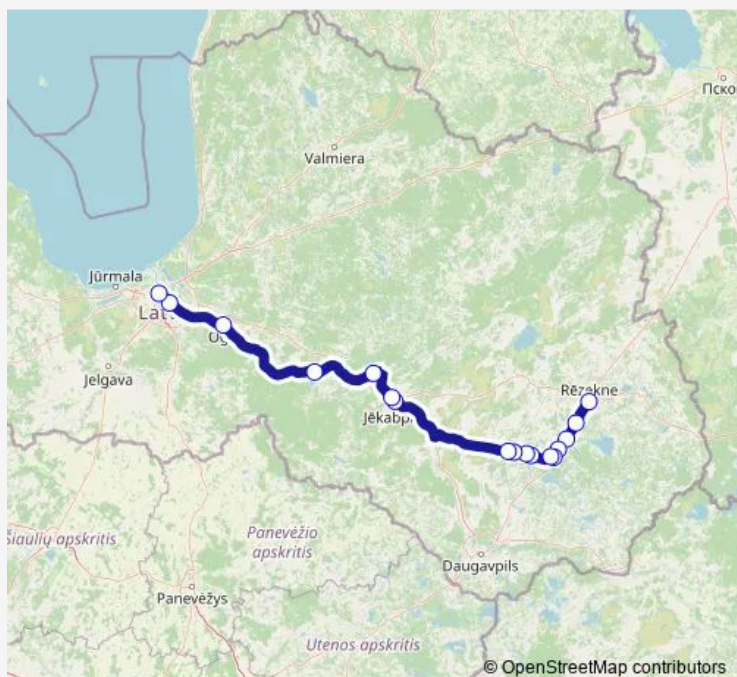 Пско
Valmiera
Jūrmala
Lat
Og
Jelgava
Rēzekne
Jēkabp
Šiaulių apskritis
Panevėžio
apskritis
Daugavpils
Panevėžys
Utenos apskritis
© OpenStreetMap contributors